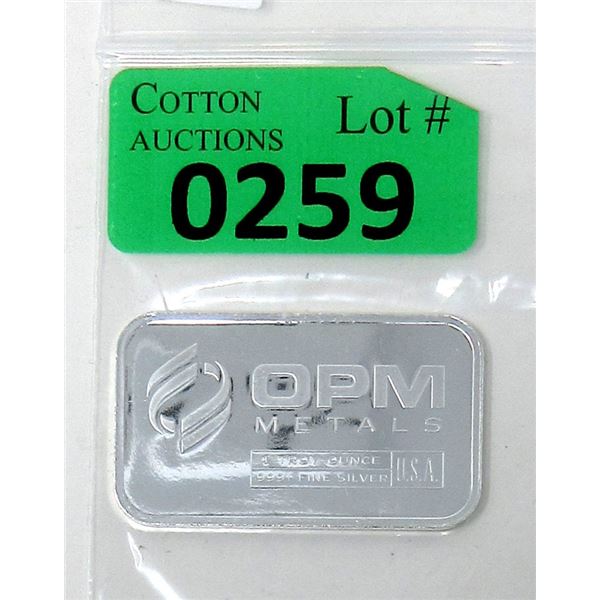 COTTON
AUCTIONS
Lot #
0259
OPM
METALS
1 TROY OUNCE
999+ FINE SILVER
U.S.A.